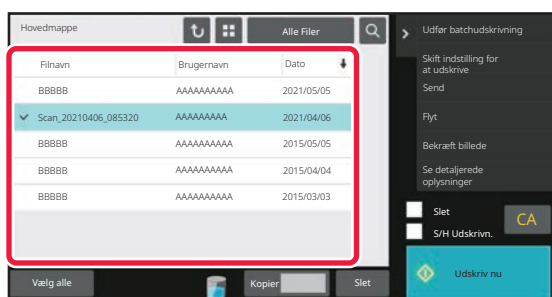 Hovedmappe
Alle Filer
Filnavn Brugernavn Dato
BBBBB AAAAAAAAAA 2021/05/05
Scan_20210406_085320 AAAAAAAAA 2021/04/06
BBBBB AAAAAAAAAA 2015/05/05
BBBBB AAAAAAAAAA 2015/04/04
BBBBB AAAAAAAAAA 2015/03/03
Vælg alle
Kopier
Slet
Udfør batchudskrivning
Skift indstilling for
at udskrive
Send
Flyt
Bekræft billede
Se detaljerede
oplysninger
Slet
S/H Udskrivn.
CA
Udskriv nu